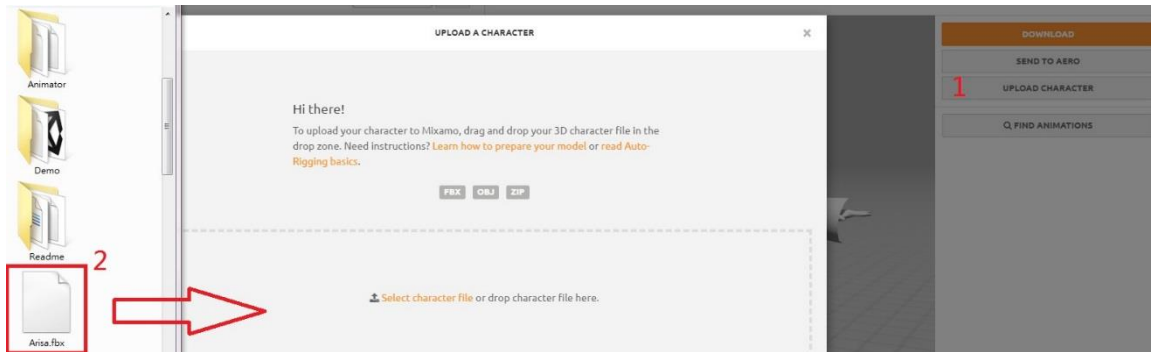 Animator
Demo
Readme
2
Arisa.fbx
UPLOAD A CHARACTER
×
Hi there!
To upload your character to Mixamo, drag and drop your 3D character file in the
drop zone. Need instructions? Learn how to prepare your model or read Auto-
Rigging basics.
FBX OBJ ZIP
Select character file or drop character file here.
DOWNLOAD
SEND TO AERO
1 UPLOAD CHARACTER
FIND ANIMATIONS